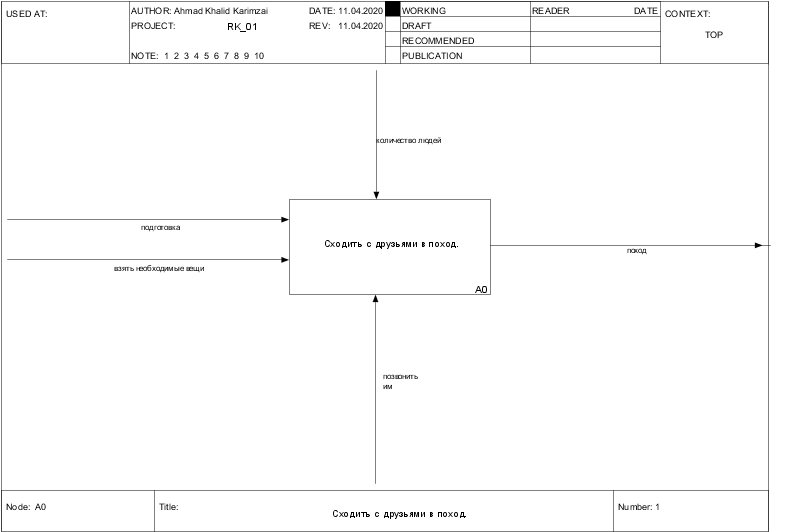 USED AT:
AUTHOR: Ahmad Khalid Karimzai
DATE: 11.04.2020
PROJECT: RK_01
REV: 11.04.2020
NOTE: 1 2 3 4 5 6 7 8 9 10
WORKING
DRAFT
RECOMMENDED
PUBLICATION
READER
DATE
CONTEXT:
TOP
количество людей
подготовка
взять необходимые вещи
Сходить с друзьями в поход.
A0
поход
позвонить
им
Node: A0
Title:
Сходить с друзьями в поход.
Number: 1